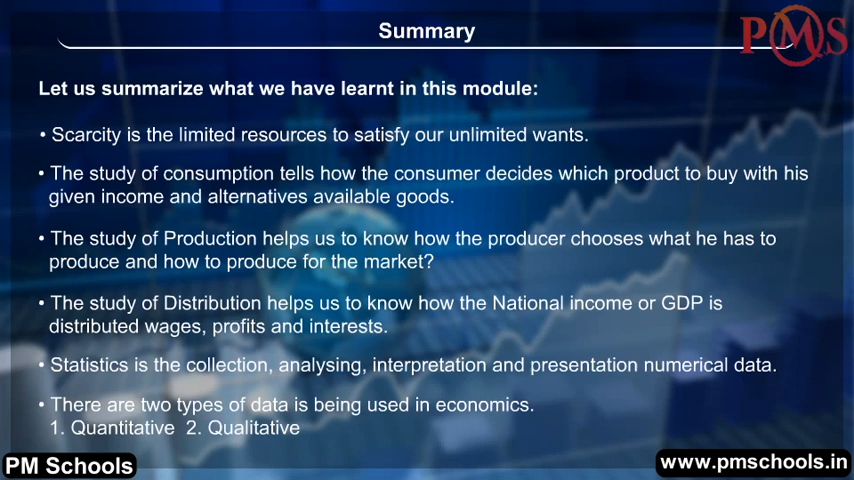 Summary
PMS
Let us summarize what we have learnt in this module:
• Scarcity is the limited resources to satisfy our unlimited wants.
• The study of consumption tells how the consumer decides which product to buy with his
given income and alternatives available goods.
• The study of Production helps us to know how the producer chooses what he has to
produce and how to produce for the market?
• The study of Distribution helps us to know how the National income or GDP is
distributed wages, profits and interests.
• Statistics is the collection, analysing, interpretation and presentation numerical data.
• There are two types of data is being used in economics.
1. Quantitative 2. Qualitative
PM Schools
www.pmschools.in